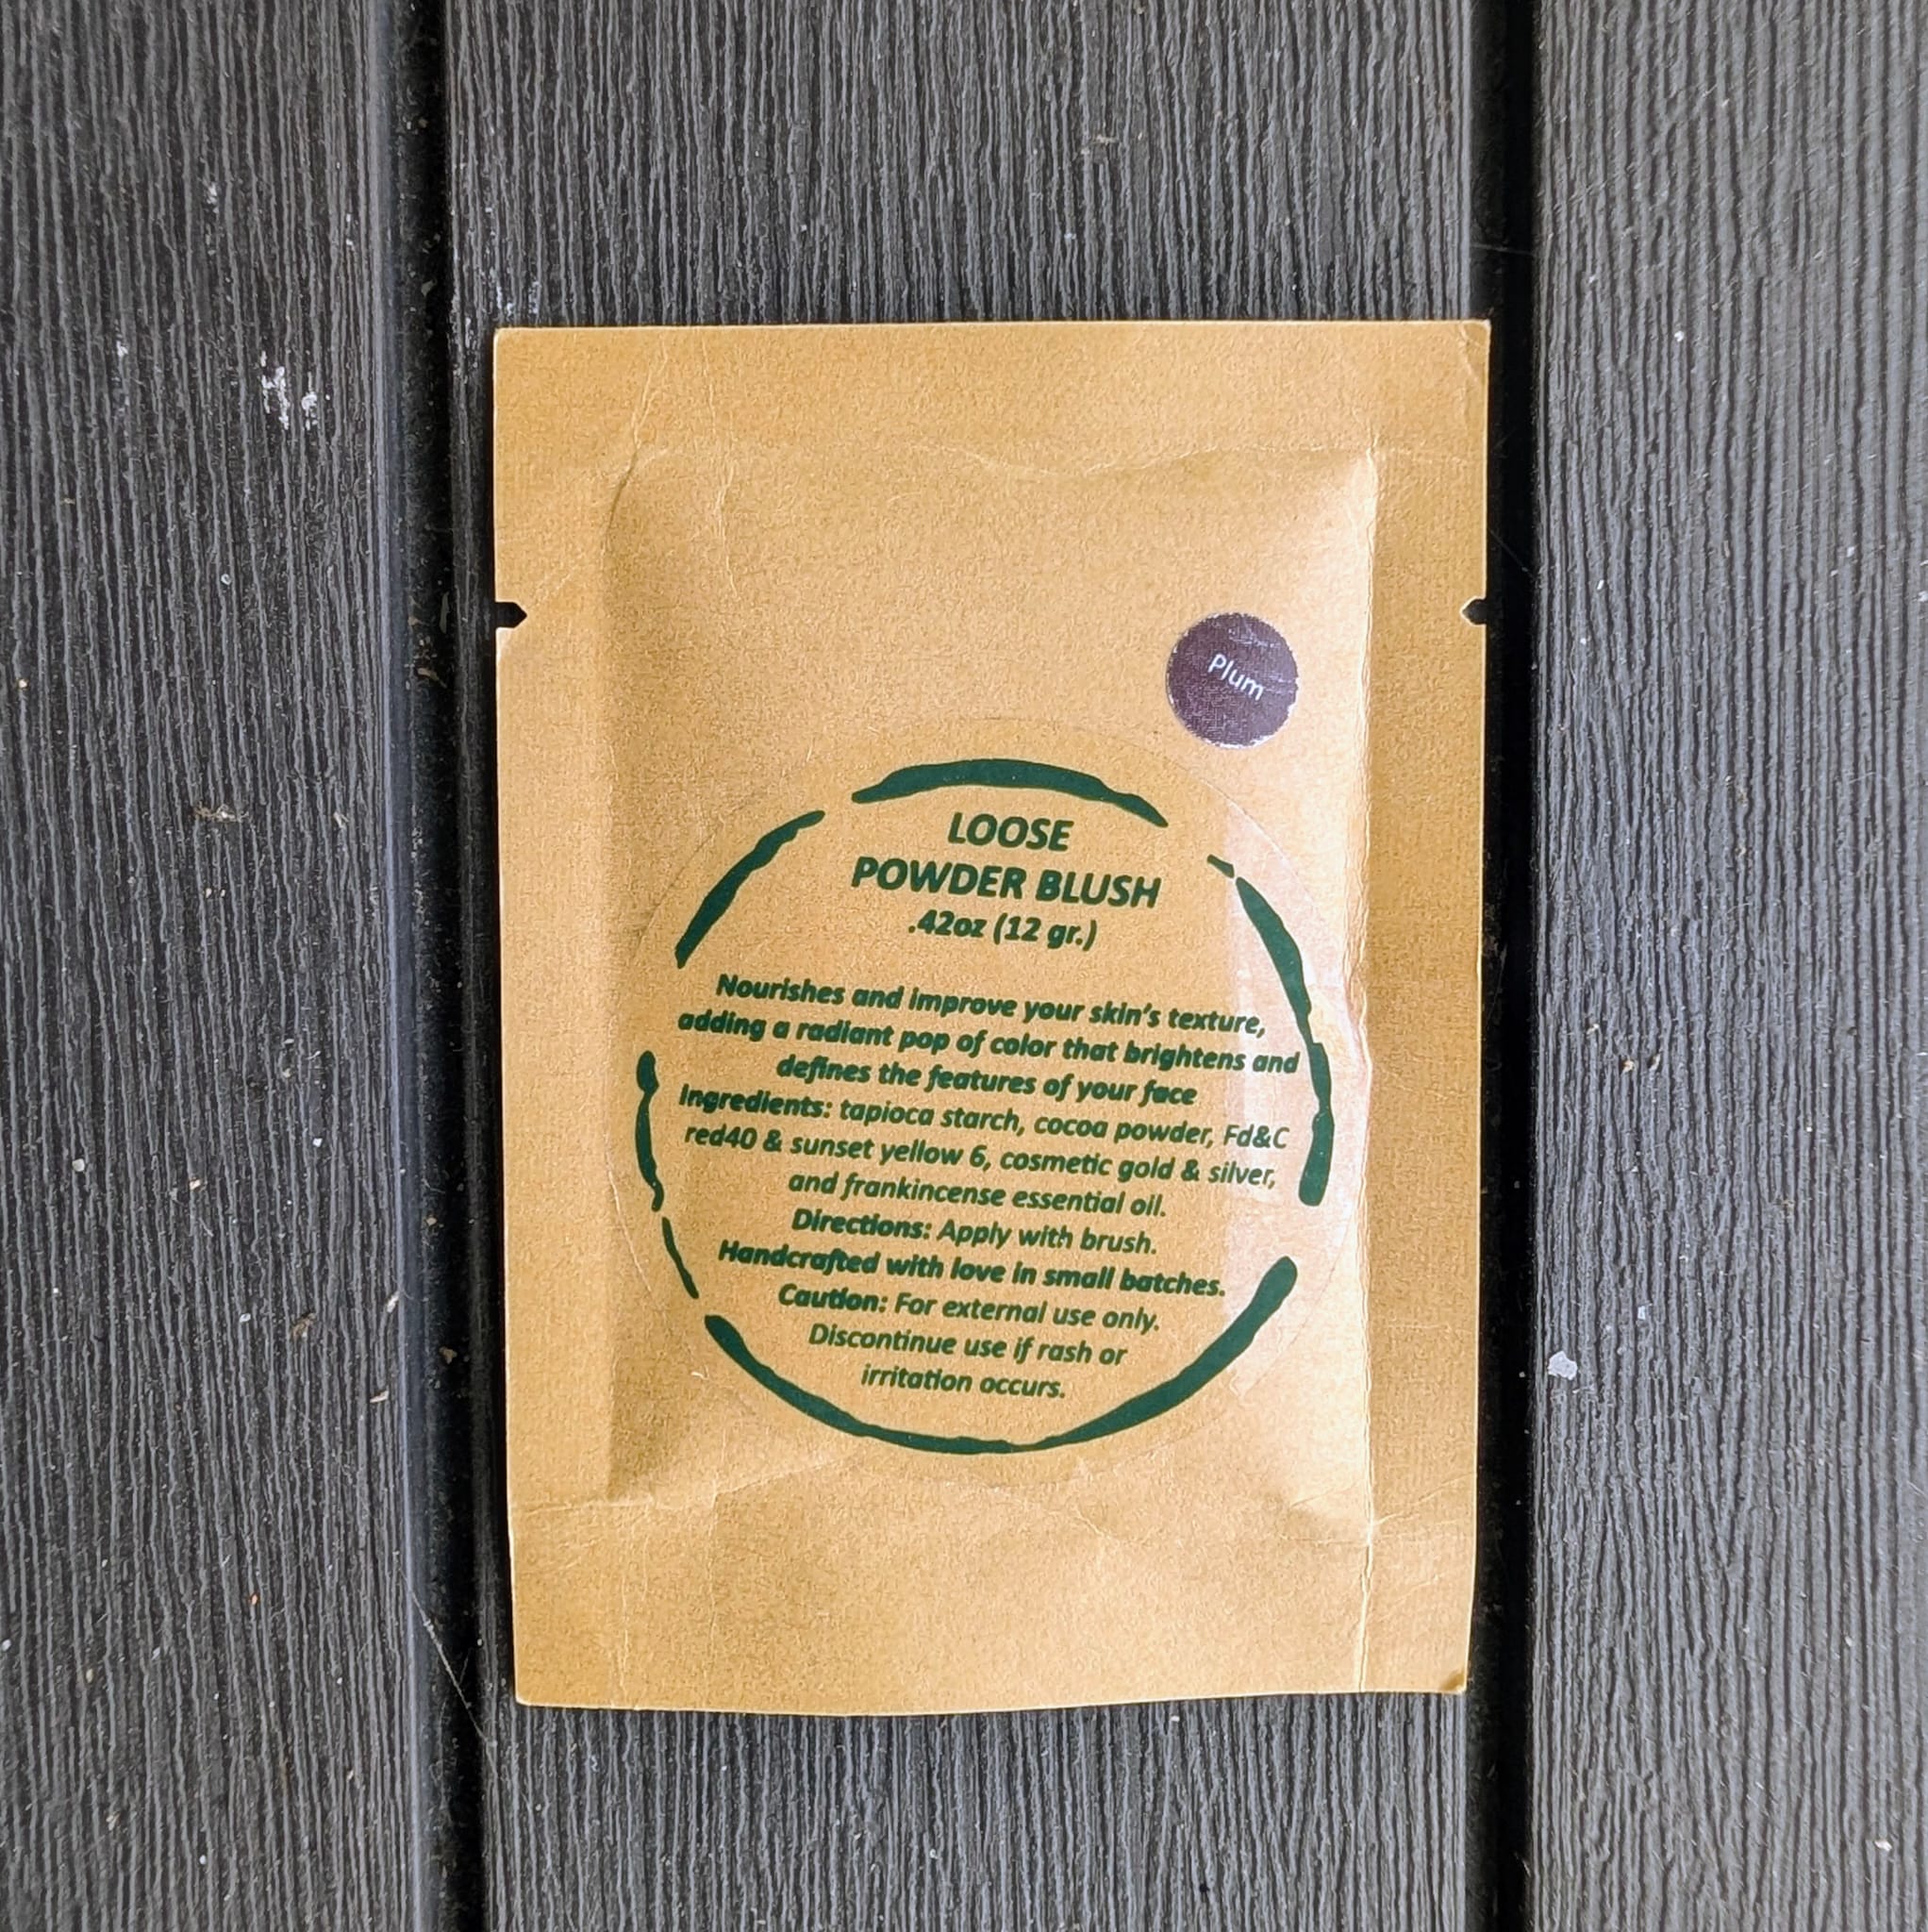 Plum
LOOSE
POWDER BLUSH
.42oz (12 gr.)
Nourishes and improve your skin's texture,
adding a radiant pop of color that brightens and
defines the features of your face
Ingredients: tapioca starch, cocoa powder, Fd&C
red40 & sunset yellow 6, cosmetic gold & silver,
and frankincense essential oil.
Directions: Apply with brush.
Handcrafted with love in small batches.
Caution: For external use only.
Discontinue use if rash or
irritation occurs.